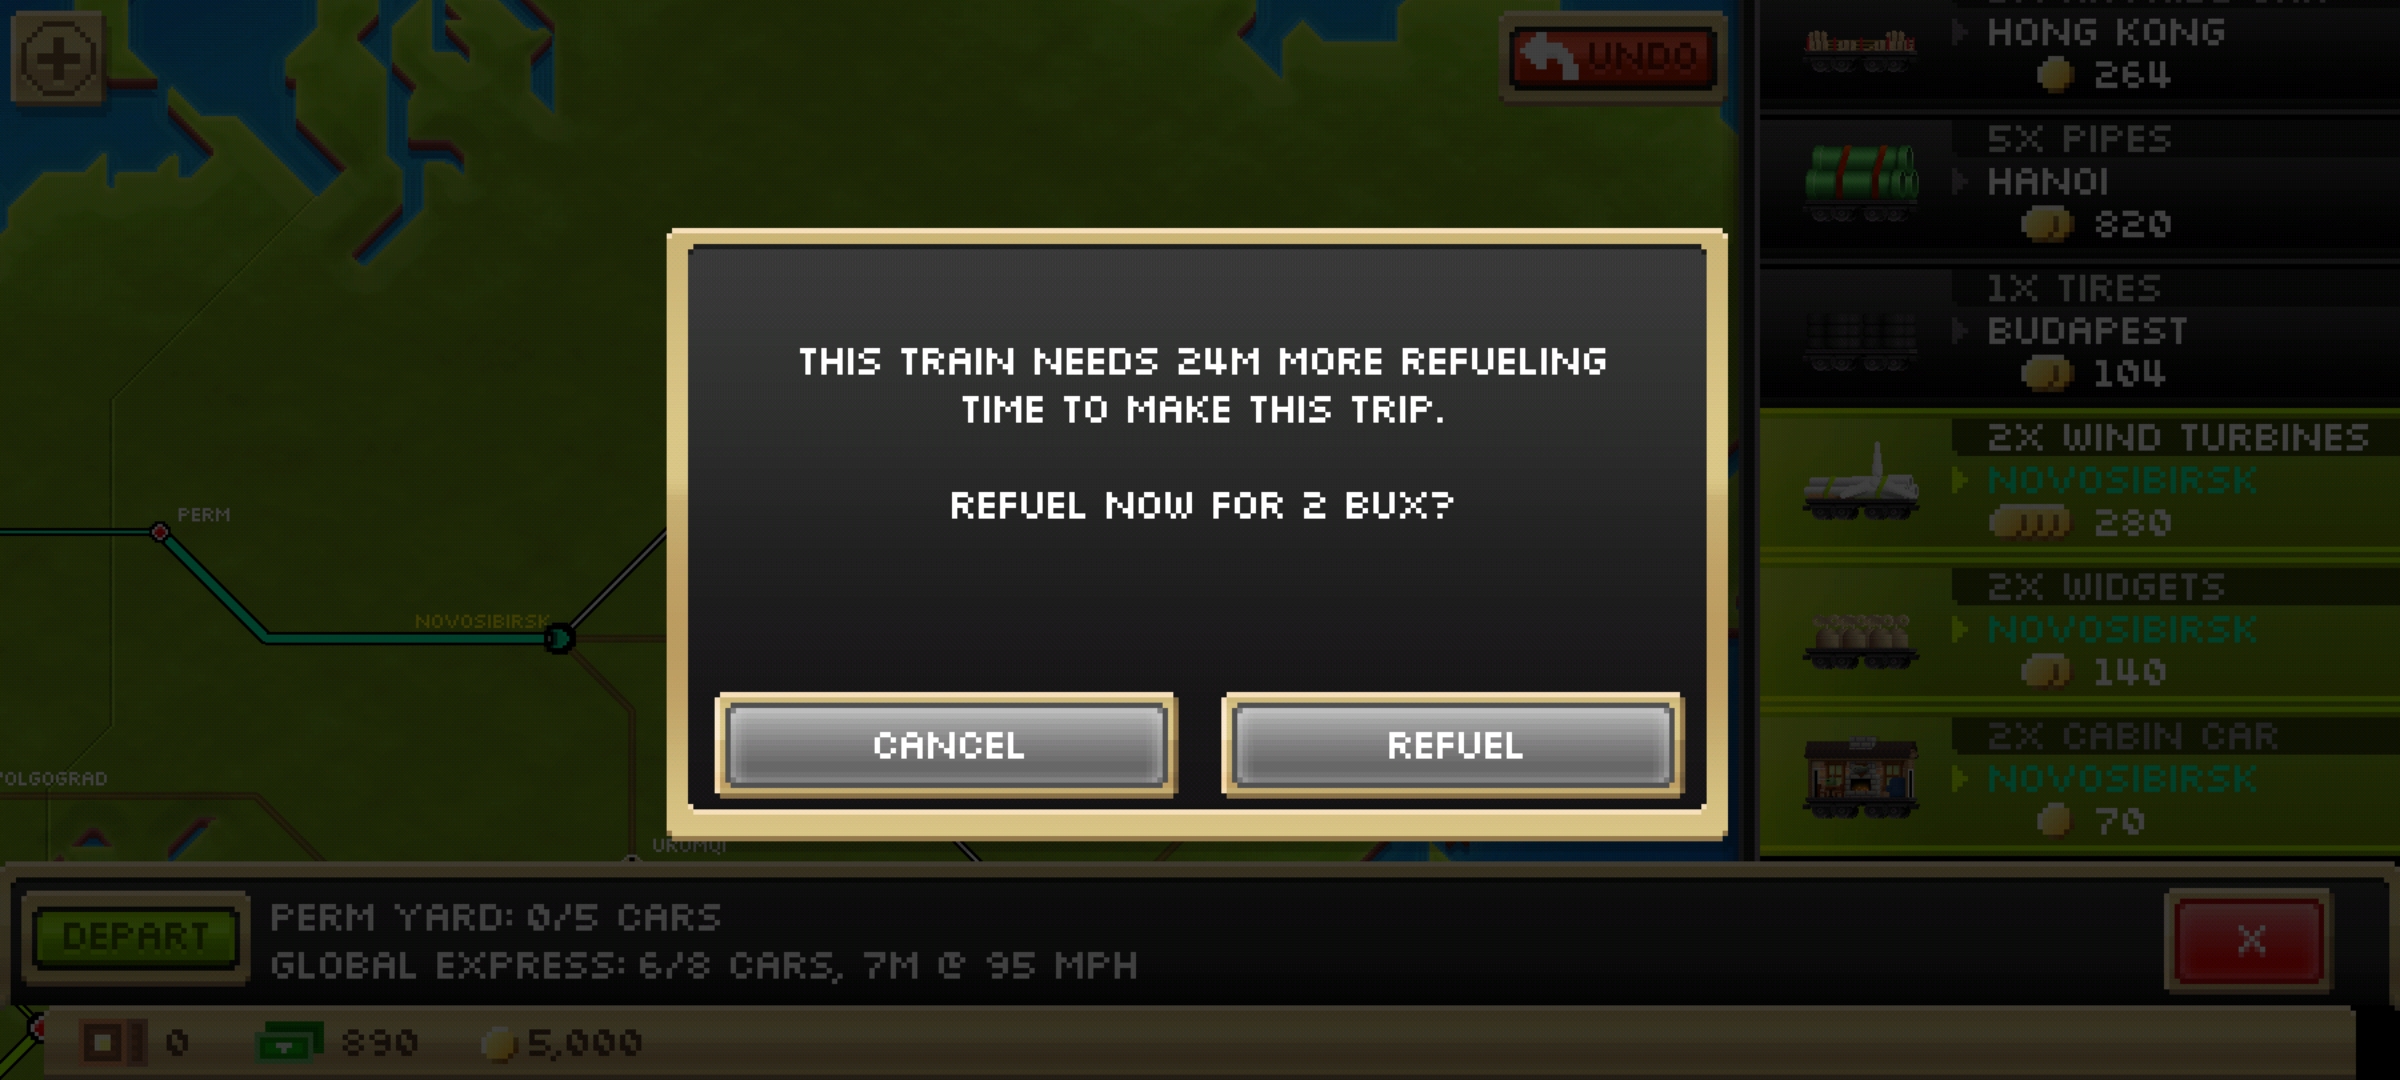 UNDO
HONG KONG
264
5X PIPES
HANOI
820
1X TIRES
BUDAPEST
104
2X WIND TURBINES
NOVOSIBIRSK
280
2X WIDGETS
NOVOSIBIRSK
140
2X CABIN CAR
NOVOSIBIRSK
70
THIS TRAIN NEEDS 24M MORE REFUELING
TIME TO MAKE THIS TRIP.
REFUEL NOW FOR 2 BUX?
CANCEL
REFUEL
PERM
NOVOSIBIRSK
OLGOGRAD
URUMQI
DEPART
PERM YARD: 0/5 CARS
GLOBAL EXPRESS: 6/8 CARS, 7M @ 95 MPH
X
0
890
5,000